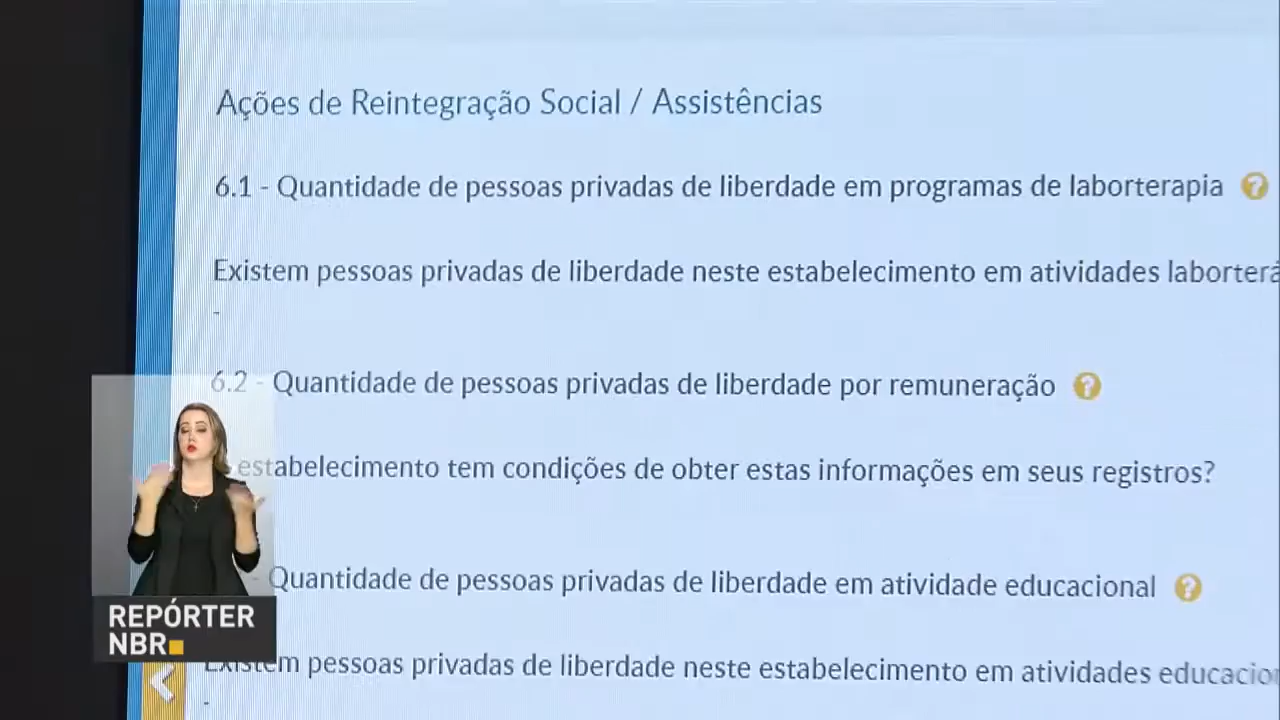 Ações de Reintegração Social / Assistências
6.1 - Quantidade de pessoas privadas de liberdade em programas de laborterapia ?
Existem pessoas privadas de liberdade neste estabelecimento em atividades laborterá
-
6.2 - Quantidade de pessoas privadas de liberdade por remuneração ?
estabelecimento tem condições de obter estas informações em seus registros?
- Quantidade de pessoas privadas de liberdade em atividade educacional ?
Existem pessoas privadas de liberdade neste estabelecimento em atividades educacion
-
REPÓRTER
NBR